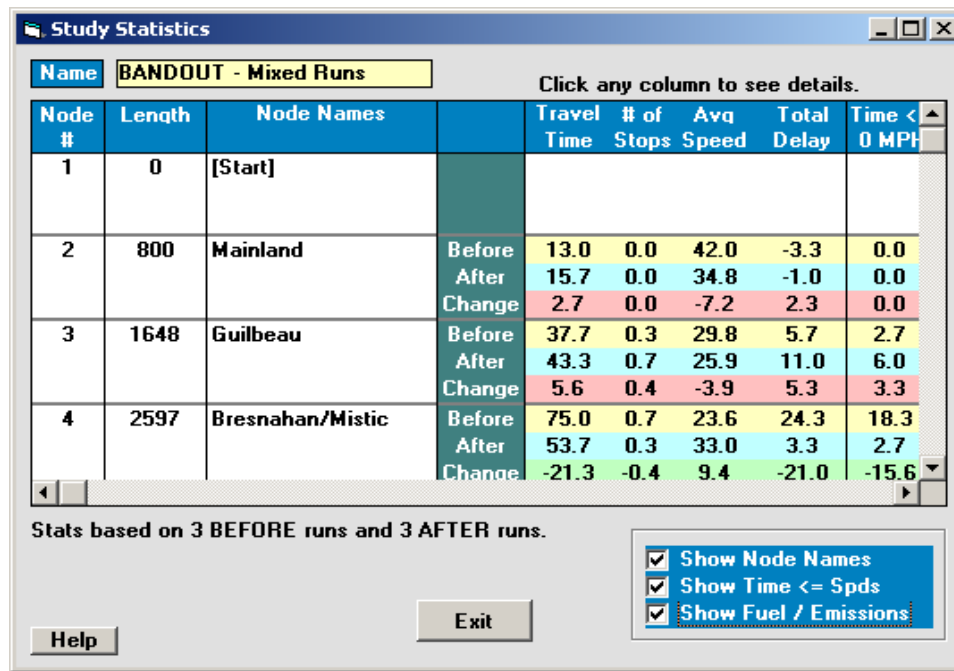 Study Statistics
Name BANDOUT - Mixed Runs
Click any column to see details.
Node # Length Node Names Travel Time # of Stops Avg Speed Total Delay Time < 0 MPH
1 0 [Start]
2 800 Mainland Before 13.0 0.0 42.0 -3.3 0.0
After 15.7 0.0 34.8 -1.0 0.0
Change 2.7 0.0 -7.2 2.3 0.0
3 1648 Guilbeau Before 37.7 0.3 29.8 5.7 2.7
After 43.3 0.7 25.9 11.0 6.0
Change 5.6 0.4 -3.9 5.3 3.3
4 2597 Bresnahan/Mistic Before 75.0 0.7 23.6 24.3 18.3
After 53.7 0.3 33.0 3.3 2.7
Change -21.3 -0.4 9.4 -21.0 -15.6
Stats based on 3 BEFORE runs and 3 AFTER runs.
Show Node Names
Show Time <= Spds
Show Fuel / Emissions
Exit
Help